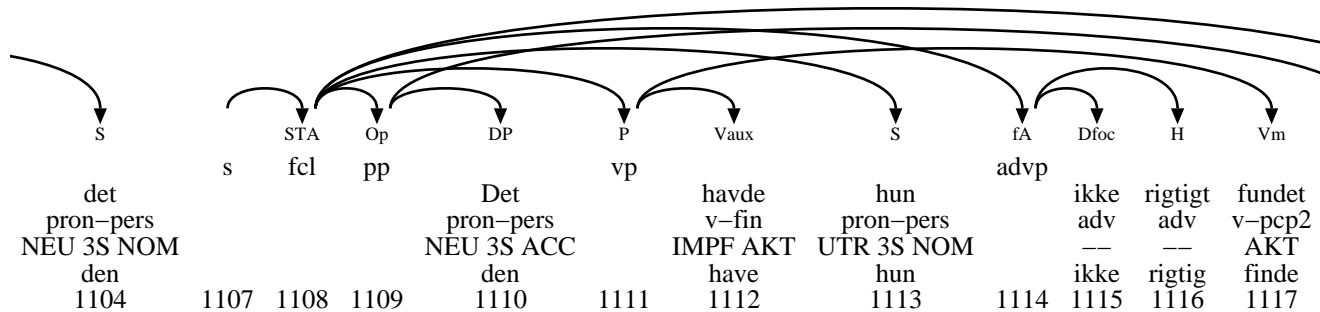 S STA Op DP P Vaux S fA Dfoc H Vm
s fcl pp vp advp
det Det havde hun ikke rigtigt fundet
pron−pers pron−pers v−fin pron−pers adv adv v−pcp2
NEU 3S NOM NEU 3S ACC IMPF AKT UTR 3S NOM −− −− AKT
den den have hun ikke rigtig finde
1104 1107 1108 1109 1110 1111 1112 1113 1114 1115 1116 1117